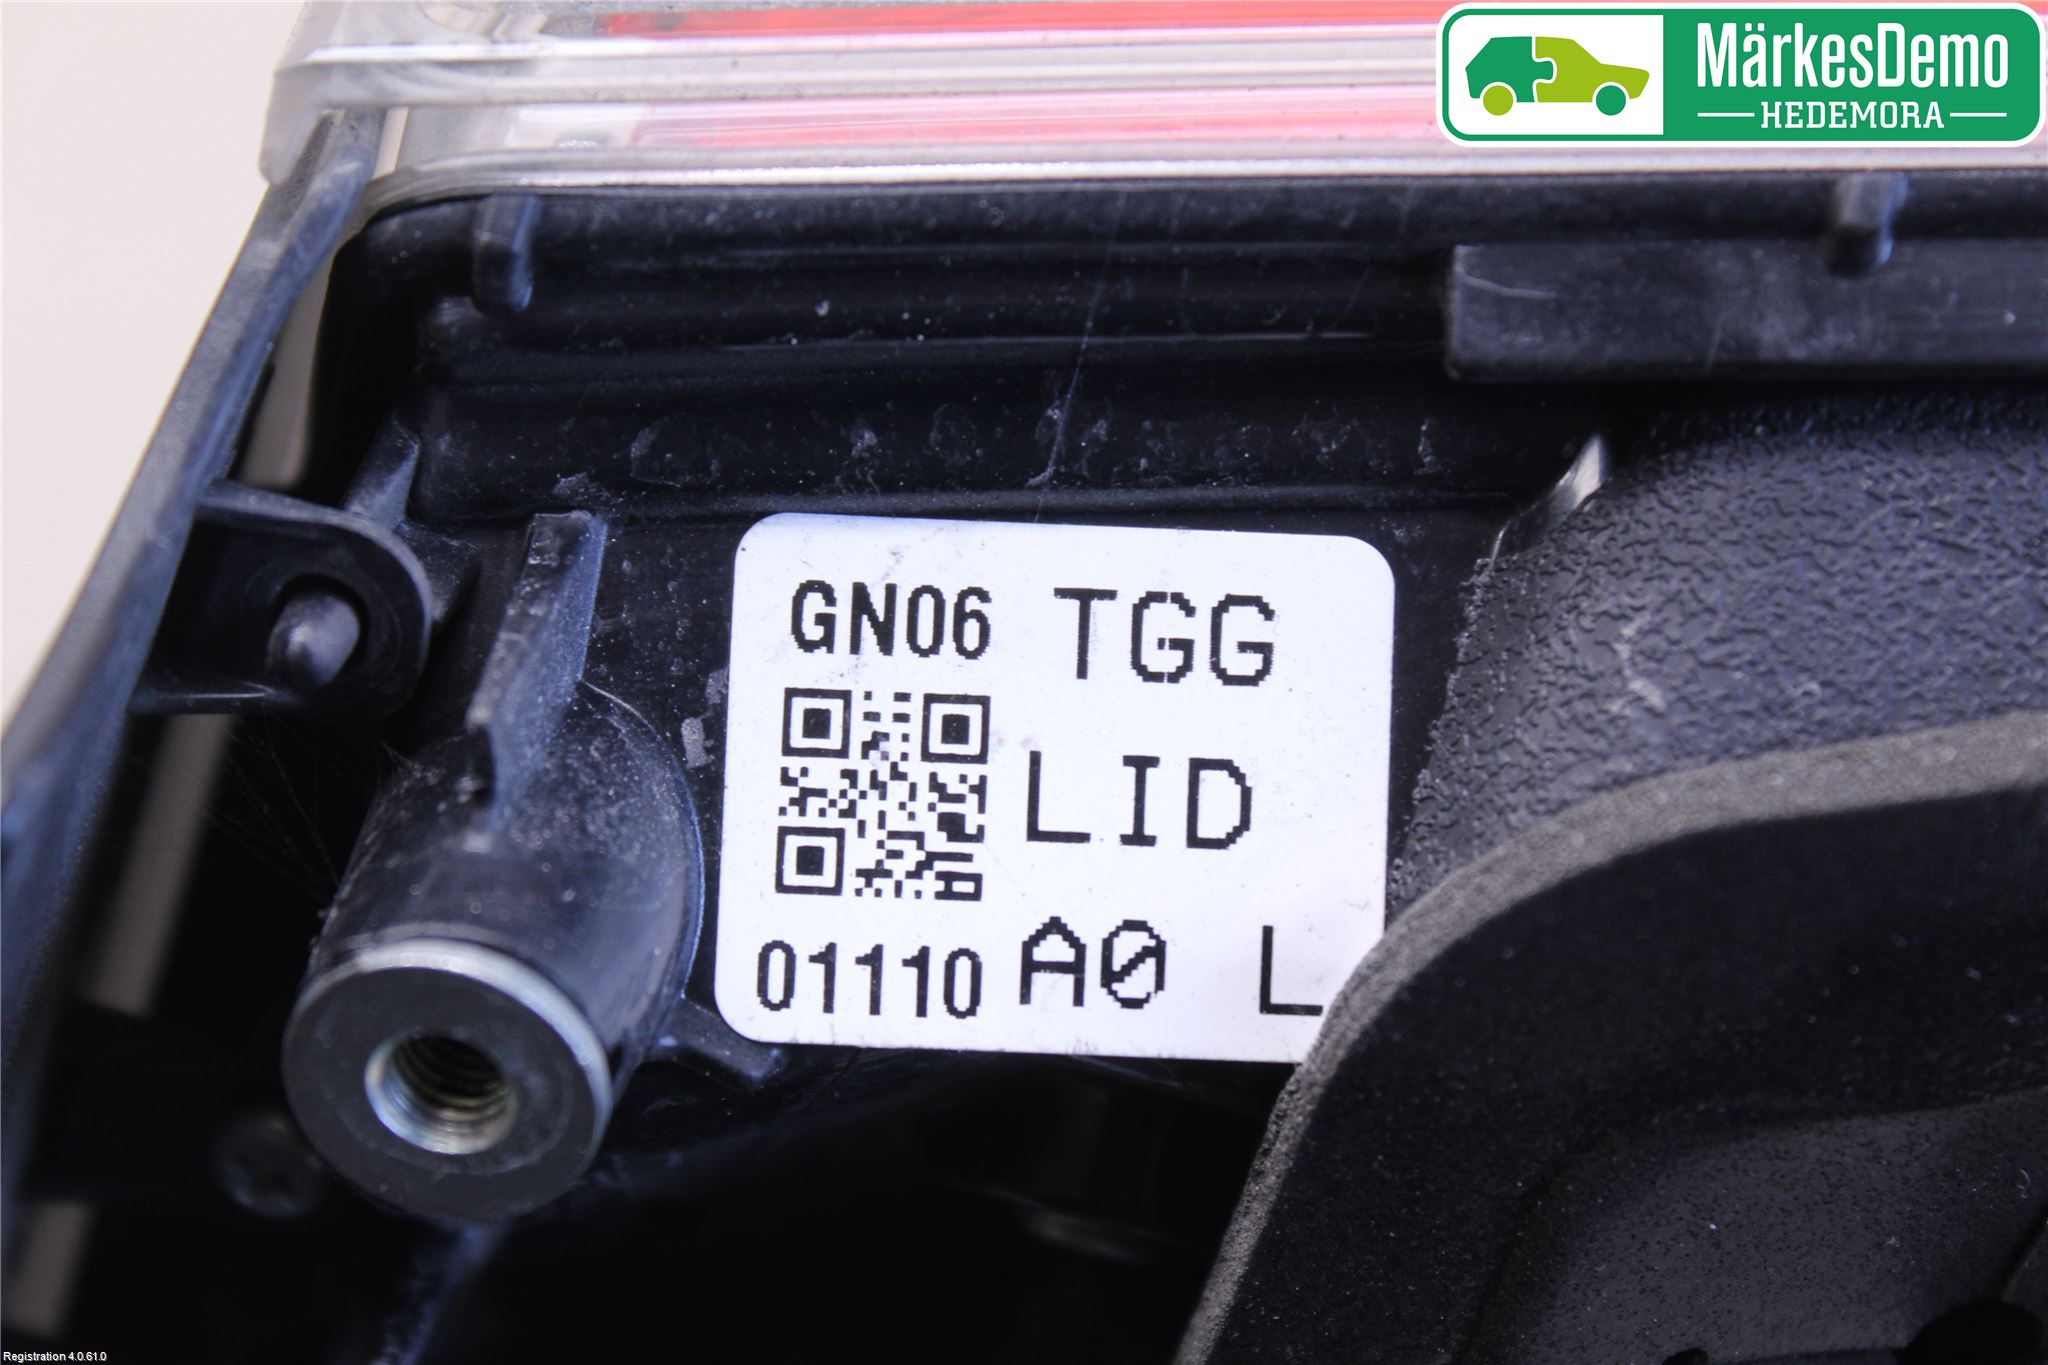 MärkesDemo
HEDEMORA
GN06 TGG
LID
01110 A0 L
Registration 4.0.61.0